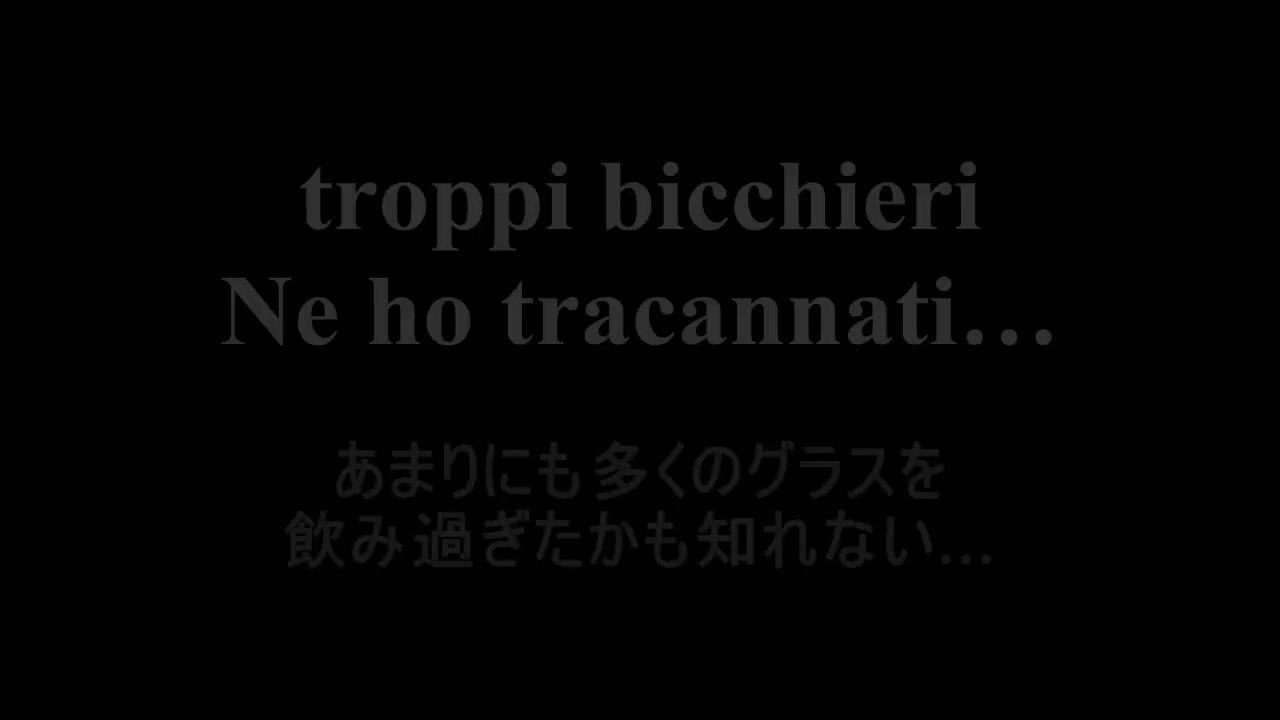 troppi bicchieri
Ne ho tracannati…
あまりにも多くのグラスを
飲み過ぎたかも知れない…